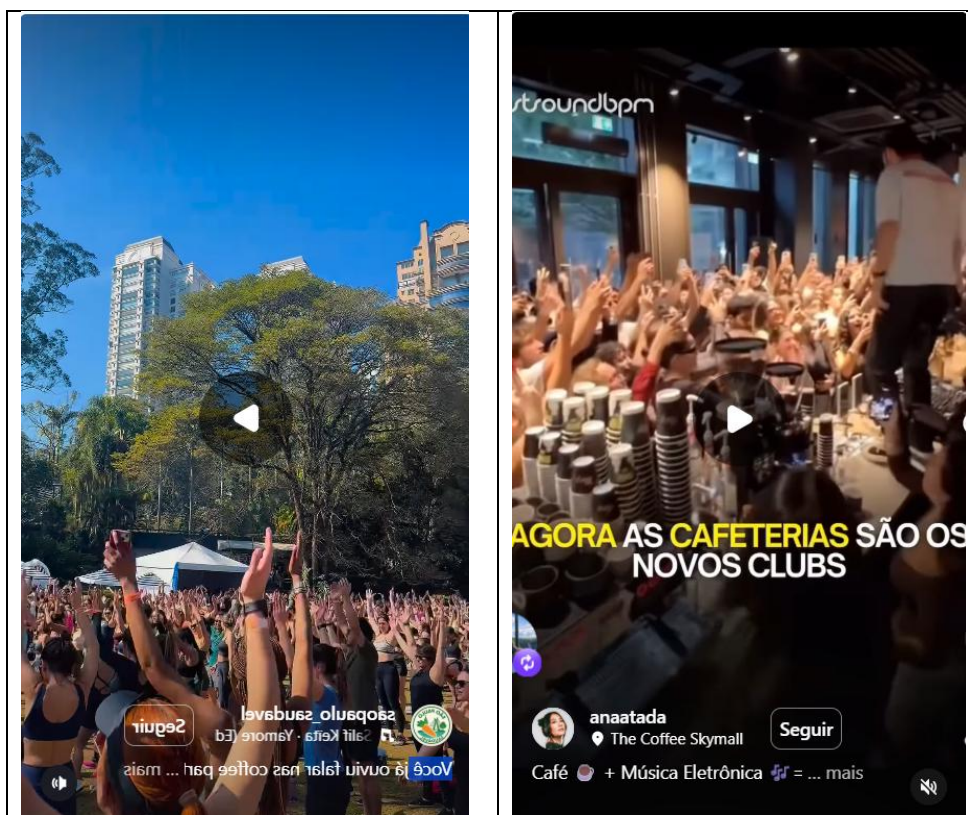 saopaulo_saudavel
Salif Keita · Yamore (Ed
Seguir
Você já ouviu falar nas coffee par ... mais
stsoundbpm
AGORA AS CAFETERIAS SÃO OS
NOVOS CLUBS
anaatada
The Coffee Skymall
Seguir
Café + Música Eletrônica = ... mais